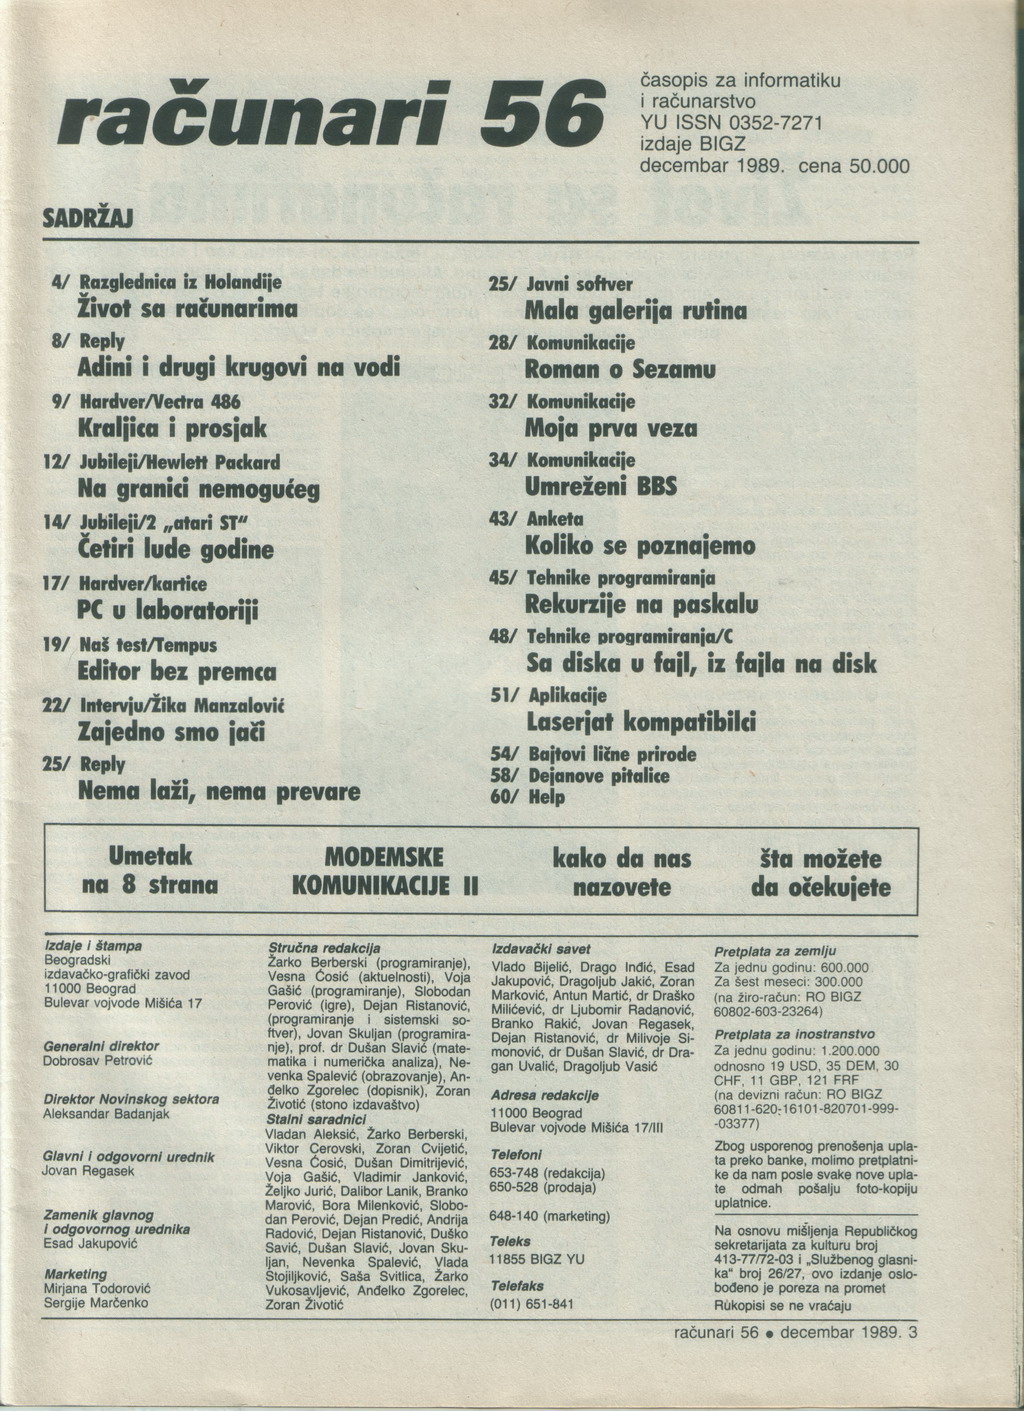 računari 56
časopis za informatiku
i računarstvo
YU ISSN 0352-7271
izdaje BIGZ
decembar 1989. cena 50.000
SADRŽAJ
4/ Razglednica iz Holandije
Život sa računarima
8/ Reply
Adini i drugi krugovi na vodi
9/ Hardver/Vectra 486
Kraljica i prosjak
12/ Jubileji/Hewlett Packard
Na granici nemogućeg
14/ Jubileji/2 „atari ST"
Četiri lude godine
17/ Hardver/kartice
PC u laboratoriji
19/ Naš test/Tempus
Editor bez premca
22/ Intervju/Žika Manzalović
Zajedno smo jači
25/ Reply
Nema laži, nema prevare
25/ Javni softver
Mala galerija rutina
28/ Komunikacije
Roman o Sezamu
32/ Komunikacije
Moja prva veza
34/ Komunikacije
Umreženi BBS
43/ Anketa
Koliko se poznajemo
45/ Tehnike programiranja
Rekurzije na paskalu
48/ Tehnike programiranja/C
Sa diska u fajl, iz fajla na disk
51/ Aplikacije
Laserjat kompatibilci
54/ Bajtovi lične prirode
58/ Dejanove pitalice
60/ Help
Umetak
na 8 strana
MODEMSKE
KOMUNIKACIJE II
kako da nas
nazovete
šta možete
da očekujete
Izdaje i štampa
Beogradski
izdavačko-grafički zavod
11000 Beograd
Bulevar vojvode Mišića 17
Generalni direktor
Dobrosav Petrović
Direktor Novinskog sektora
Aleksandar Badanjak
Glavni i odgovorni urednik
Jovan Regasek
Zamenik glavnog
i odgovornog urednika
Esad Jakupović
Marketing
Mirjana Todorović
Sergije Marčenko
Stručna redakcija
Žarko Berberski (programiranje),
Vesna Ćosić (aktuelnosti), Voja
Gašić (programiranje), Slobodan
Perović (igre), Dejan Ristanović,
(programiranje i sistemski so-
ftver), Jovan Skuljan (programira-
nje), prof. dr Dušan Slavić (mate-
matika i numerička analiza), Ne-
venka Spalević (obrazovanje), An-
đelko Zgorelec (dopisnik), Zoran
Životić (stono izdavaštvo)
Stalni saradnici
Vladan Aleksić, Žarko Berberski,
Viktor Cerovski, Zoran Cvijetić,
Vesna Ćosić, Dušan Dimitrijević,
Voja Gašić, Vladimir Janković,
Željko Jurić, Dalibor Lanik, Branko
Marović, Bora Milenković, Slobo-
dan Perović, Dejan Predić, Andrija
Radović, Dejan Ristanović, Duško
Savić, Dušan Slavić, Jovan Sku-
ljan, Nevenka Spalević, Vlada
Stojiljković, Saša Svitlica, Žarko
Vukosavljević, Anđelko Zgorelec,
Zoran Životić
Izdavački savet
Vlado Bijelić, Drago Inđić, Esad
Jakupović, Dragoljub Jakić, Zoran
Marković, Antun Martić, dr Draško
Milićević, dr Ljubomir Radanović,
Branko Rakić, Jovan Regasek,
Dejan Ristanović, dr Milivoje Si-
monović, dr Dušan Slavić, dr Dra-
gan Uvalić, Dragoljub Vasić
Adresa redakcije
11000 Beograd
Bulevar vojvode Mišića 17/III
Telefoni
653-748 (redakcija)
650-528 (prodaja)
648-140 (marketing)
Teleks
11855 BIGZ YU
Telefaks
(011) 651-841
Pretplata za zemlju
Za jednu godinu: 600.000
Za šest meseci: 300.000
(na žiro-račun: RO BIGZ
60802-603-23264)
Pretplata za inostranstvo
Za jednu godinu: 1.200.000
odnosno 19 USD, 35 DEM, 30
CHF, 11 GBP, 121 FRF
(na devizni račun: RO BIGZ
60811-620-16101-820701-999-
-03377)
Zbog usporenog prenošenja upla-
ta preko banke, molimo pretplatni-
ke da nam posle svake nove upla-
te odmah pošalju foto-kopiju
uplatnice.
Na osnovu mišljenja Republičkog
sekretarijata za kulturu broj
413-77/72-03 i „Službenog glasni-
ka" broj 26/27, ovo izdanje oslo-
bođeno je poreza na promet
Rukopisi se ne vraćaju
računari 56 • decembar 1989. 3